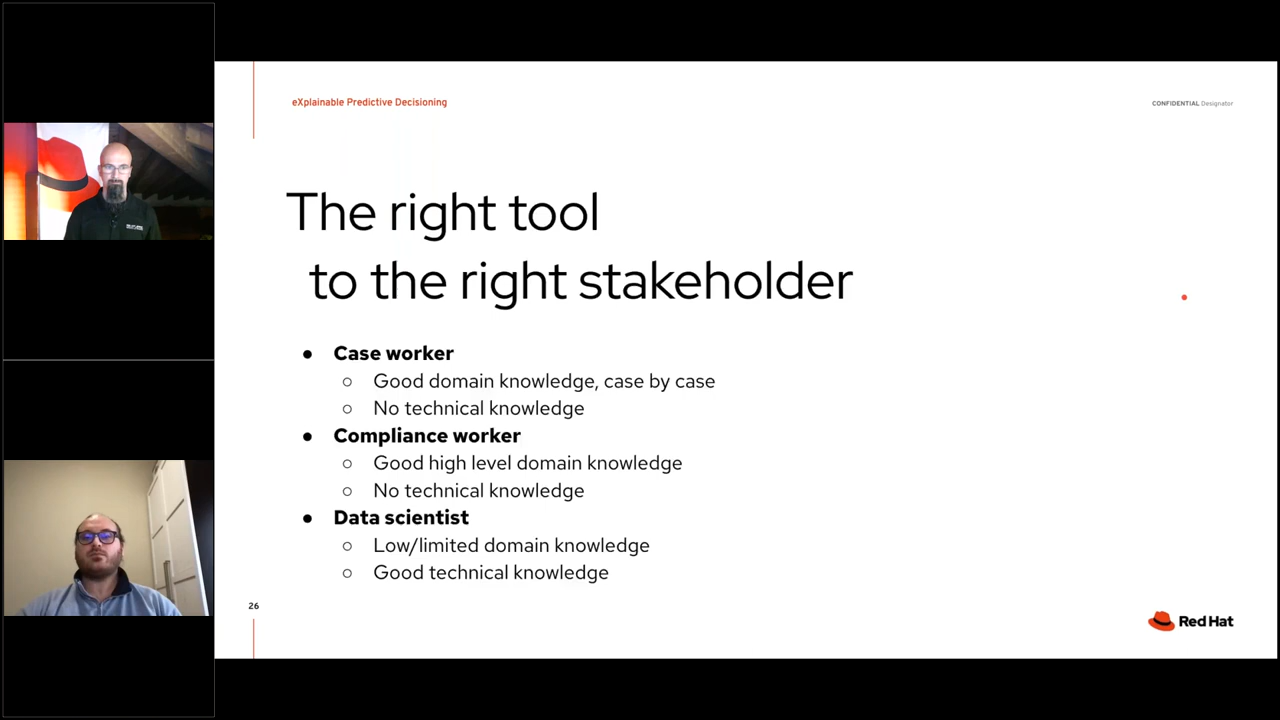 eXplainable Predictive Decisioning
CONFIDENTIAL Designator
The right tool
to the right stakeholder
● Case worker
○ Good domain knowledge, case by case
○ No technical knowledge
● Compliance worker
○ Good high level domain knowledge
○ No technical knowledge
● Data scientist
○ Low/limited domain knowledge
○ Good technical knowledge
26
Red Hat